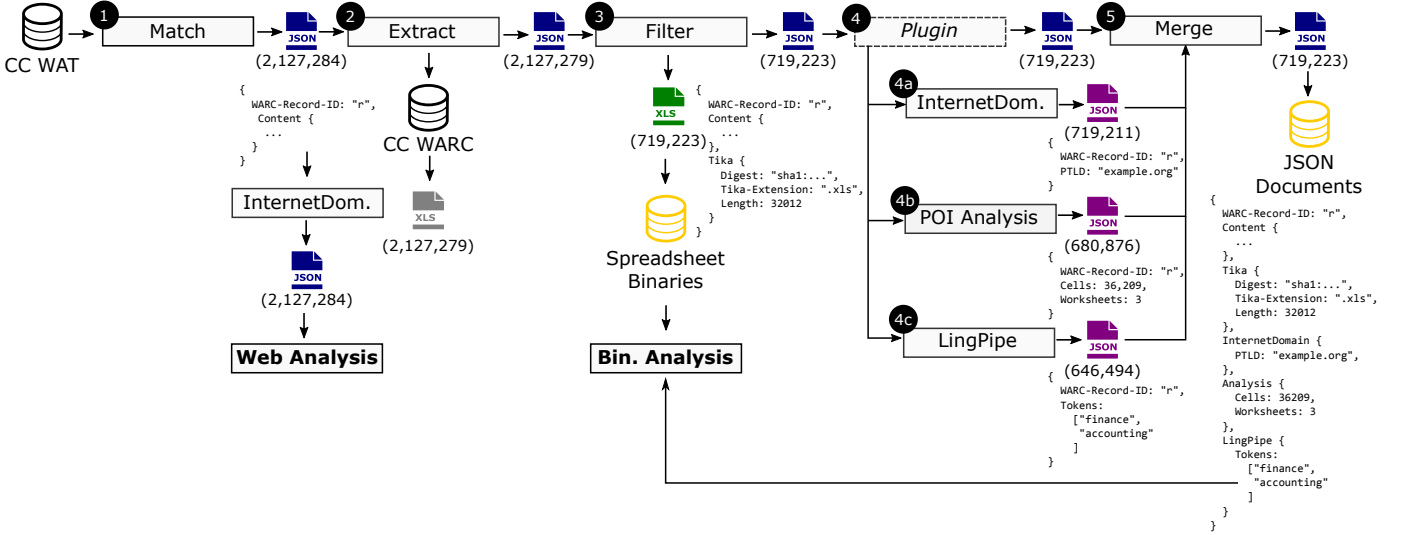 CC WAT
1
Match
JSON
(2,127,284)
{
WARC-Record-ID: "r",
Content {
...
}
}
InternetDom.
JSON
(2,127,284)
Web Analysis
2
Extract
CC WARC
XLS
(2,127,279)
JSON
(2,127,279)
3
Filter
XLS
(719,223)
Spreadsheet
Binaries
Bin. Analysis
JSON
(719,223)
{
WARC-Record-ID: "r",
Content {
...
},
Tika {
Digest: "sha1:...",
Tika-Extension: ".xls",
Length: 32012
}
}
4
Plugin
JSON
(719,223)
4a
InternetDom.
JSON
(719,211)
{
WARC-Record-ID: "r",
PTLD: "example.org"
}
4b
POI Analysis
JSON
(680,876)
{
WARC-Record-ID: "r",
Cells: 36,209,
Worksheets: 3
}
4c
LingPipe
JSON
(646,494)
{
WARC-Record-ID: "r",
Tokens:
["finance",
"accounting"
]
}
5
Merge
JSON
(719,223)
JSON
Documents
{
WARC-Record-ID: "r",
Content {
...
},
Tika {
Digest: "sha1:...",
Tika-Extension: ".xls",
Length: 32012
},
InternetDomain {
PTLD: "example.org",
},
Analysis {
Cells: 36209,
Worksheets: 3
},
LingPipe {
Tokens:
["finance",
"accounting"
]
}
}